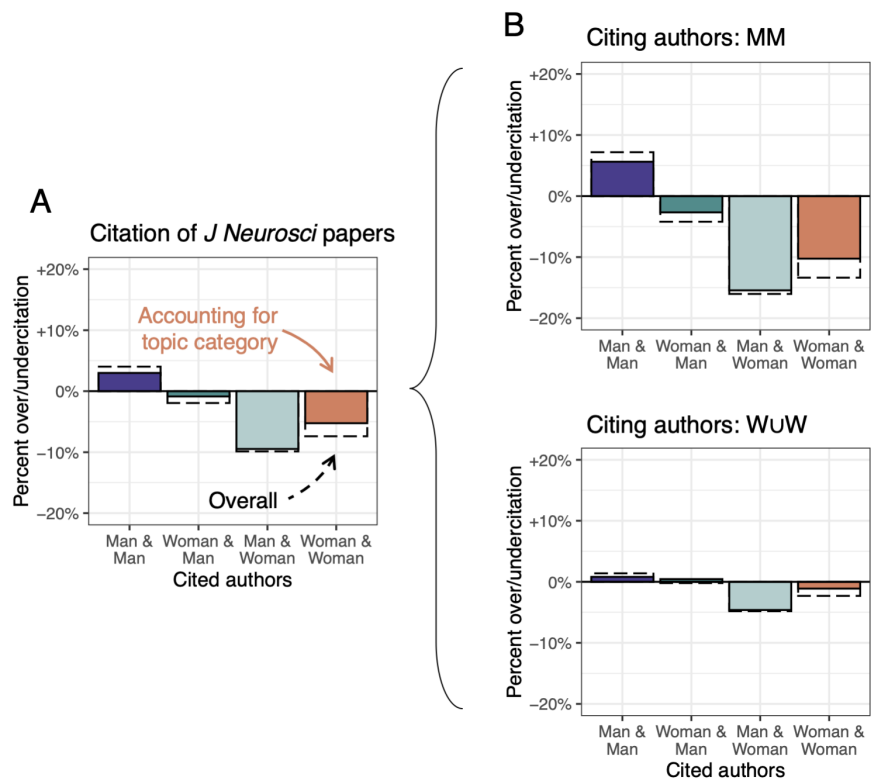 A
Citation of J Neurosci papers
Percent over/undercitation
+20%
+10%
0%
−10%
−20%
Accounting for
topic category
Overall
Man &
Man
Woman &
Man
Man &
Woman
Woman &
Woman
Cited authors
B
Citing authors: MM
Percent over/undercitation
+20%
+10%
0%
−10%
−20%
Man &
Man
Woman &
Man
Man &
Woman
Woman &
Woman
Citing authors: W∪W
Percent over/undercitation
+20%
+10%
0%
−10%
−20%
Man &
Man
Woman &
Man
Man &
Woman
Woman &
Woman
Cited authors